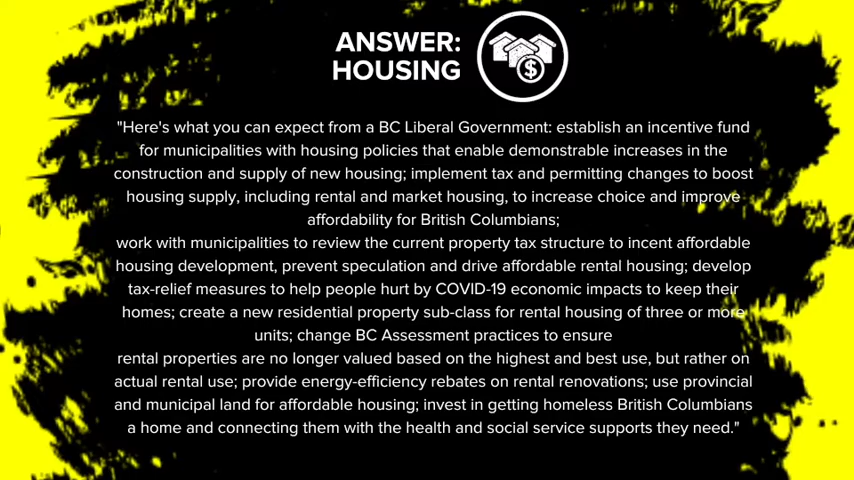 ANSWER:
HOUSING
$
"Here's what you can expect from a BC Liberal Government: establish an incentive fund
for municipalities with housing policies that enable demonstrable increases in the
construction and supply of new housing; implement tax and permitting changes to boost
housing supply, including rental and market housing, to increase choice and improve
affordability for British Columbians;
work with municipalities to review the current property tax structure to incent affordable
housing development, prevent speculation and drive affordable rental housing; develop
tax-relief measures to help people hurt by COVID-19 economic impacts to keep their
homes; create a new residential property sub-class for rental housing of three or more
units; change BC Assessment practices to ensure
rental properties are no longer valued based on the highest and best use, but rather on
actual rental use; provide energy-efficiency rebates on rental renovations; use provincial
and municipal land for affordable housing; invest in getting homeless British Columbians
a home and connecting them with the health and social service supports they need."